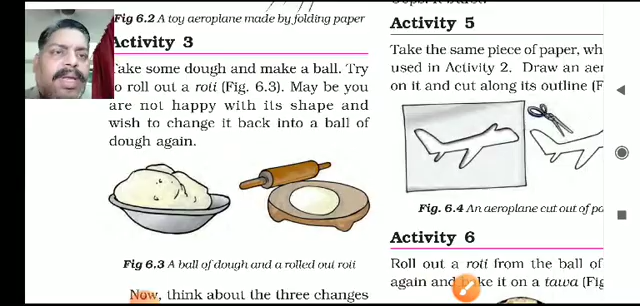 Fig 6.2 A toy aeroplane made by folding paper
Activity 3
Take some dough and make a ball. Try
to roll out a roti (Fig. 6.3). May be you
are not happy with its shape and
wish to change it back into a ball of
dough again.
Fig 6.3 A ball of dough and a rolled out roti
Now, think about the three changes
Activity 5
Take the same piece of paper, wh
used in Activity 2. Draw an aer
on it and cut along its outline (F
Fig. 6.4 An aeroplane cut out of pa
Activity 6
Roll out a roti from the ball of
again and bake it on a tawa (Fig